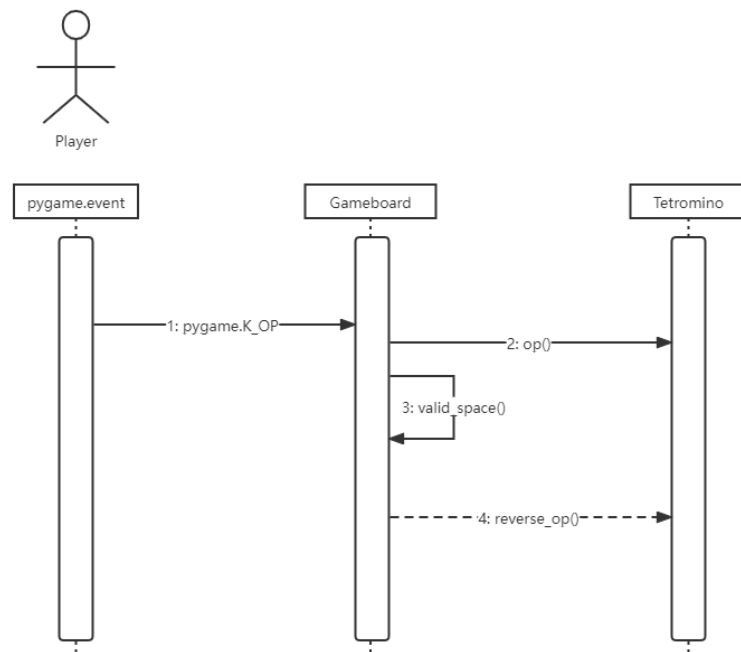 Player
pygame.event
Gameboard
Tetromino
1: pygame.K_OP
2: op()
3: valid_space()
4: reverse_op()